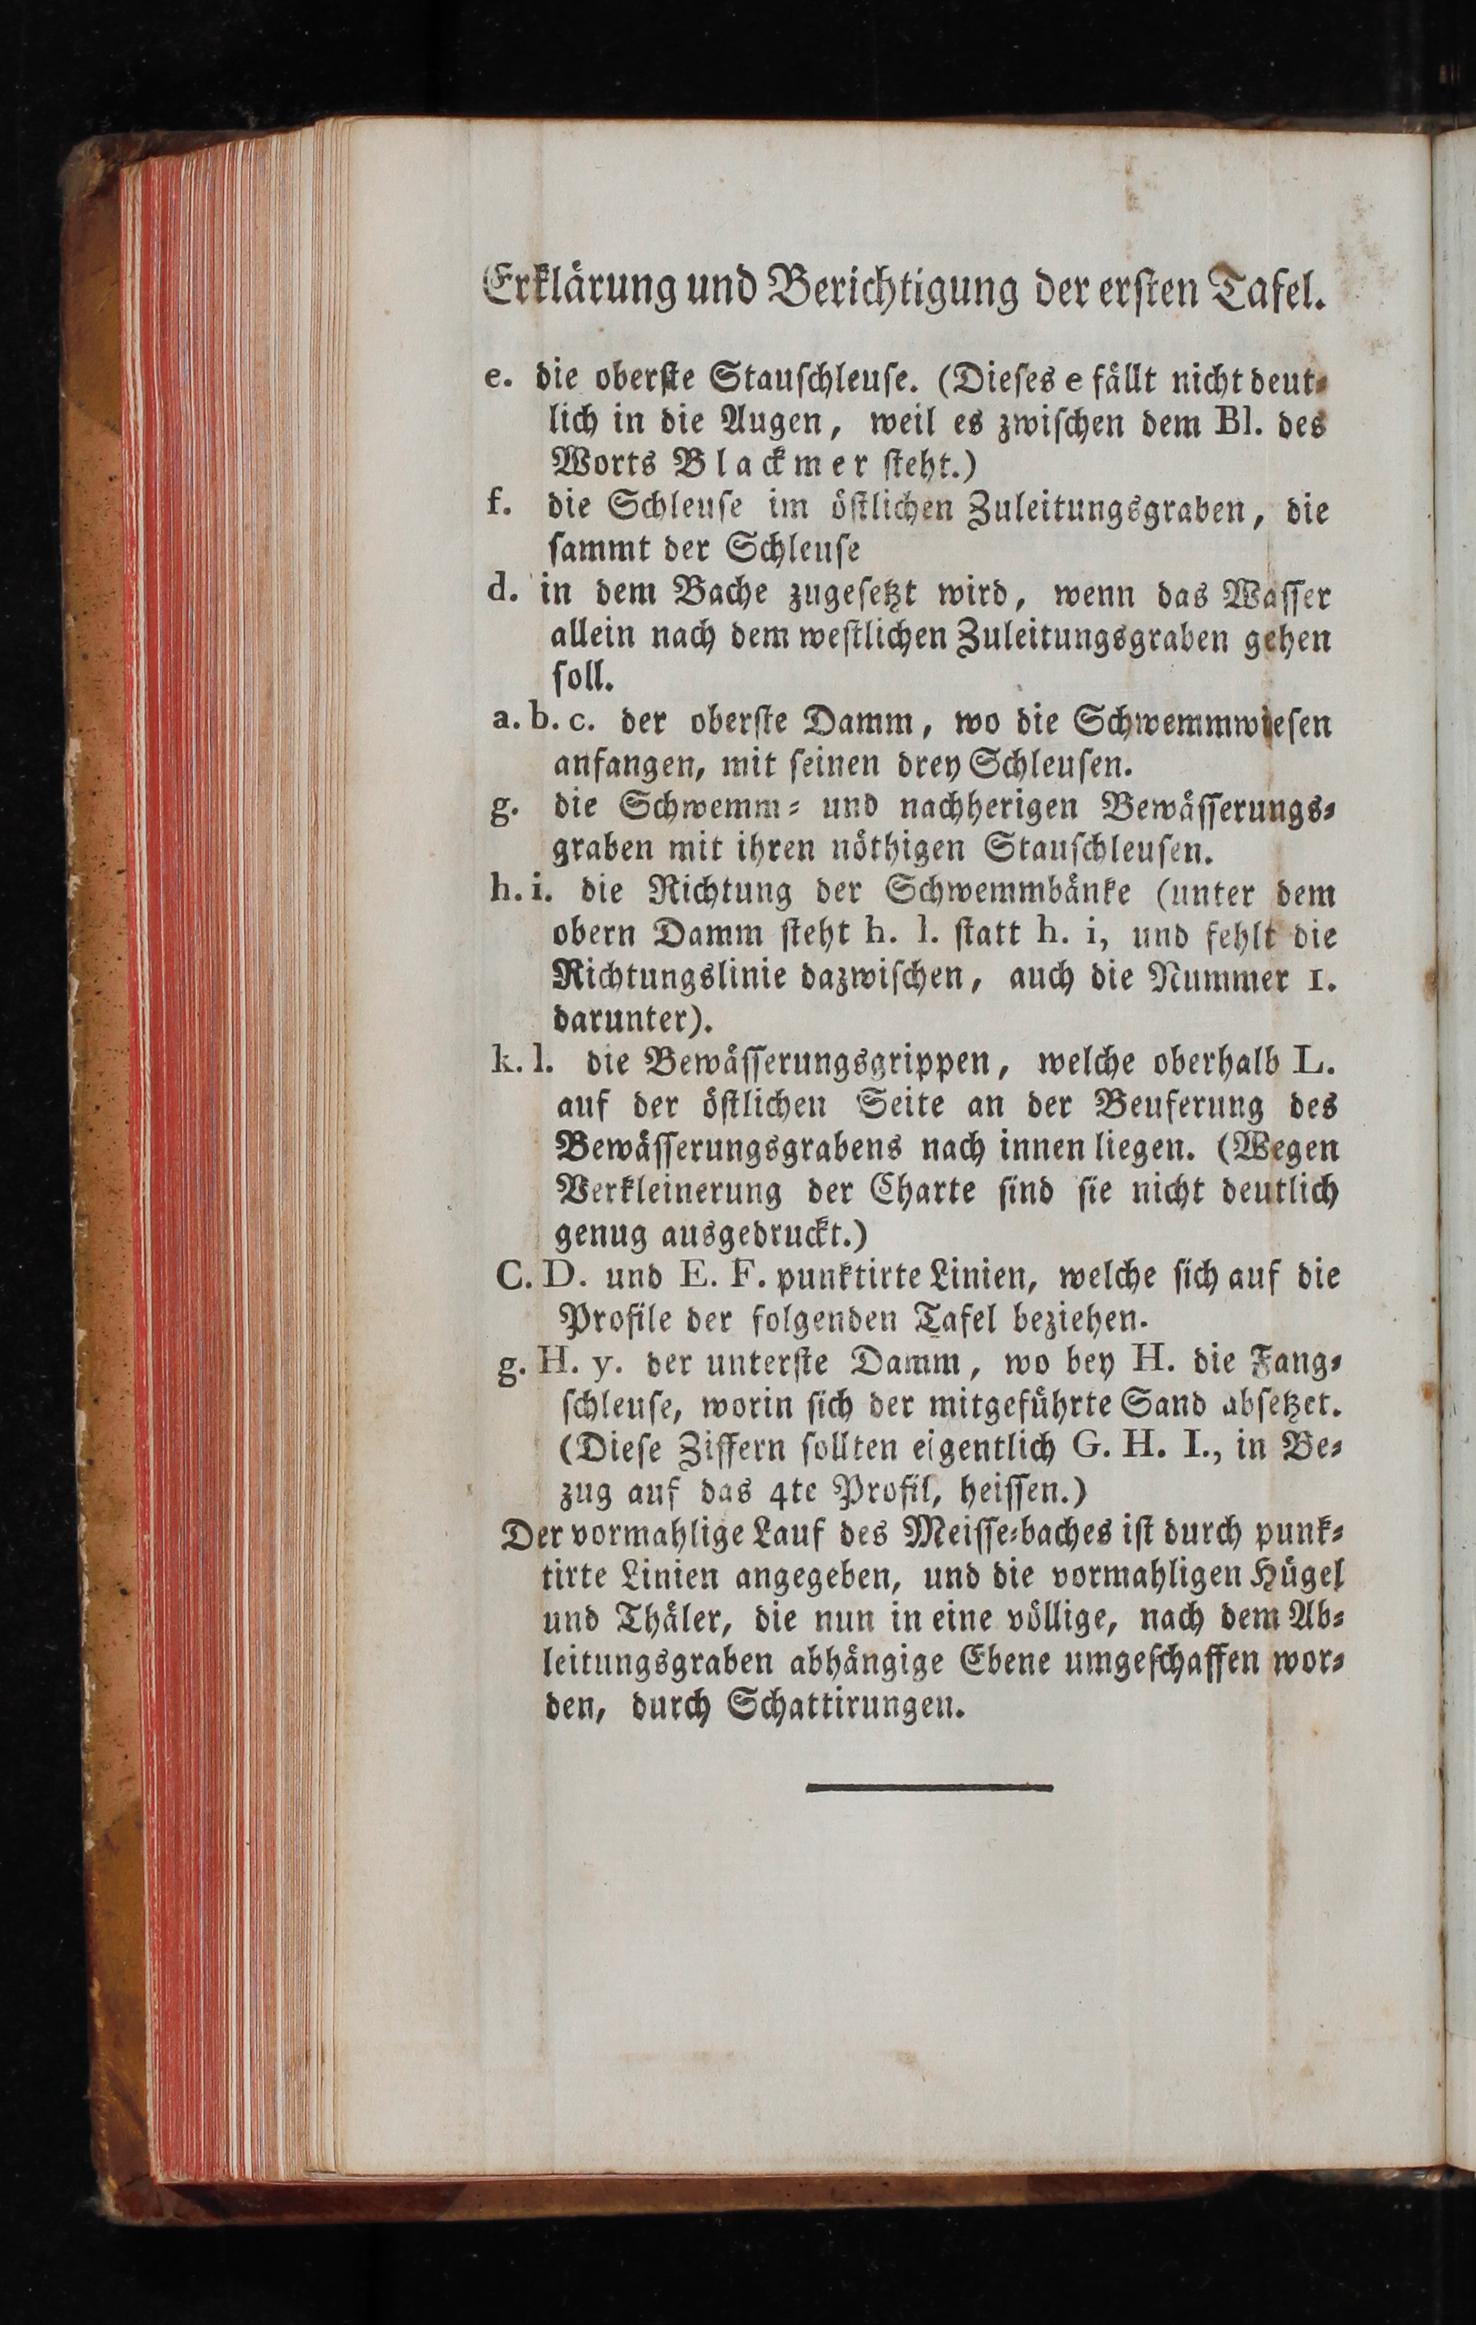 Erklärung und Berichtigung der ersten Tafel.
e. die oberste Stauschleuse. (Dieses e fällt nicht deut-
lich in die Augen, weil es zwischen dem Bl. des
Worts Blackmer steht.)
f. die Schleuse im östlichen Zuleitungsgraben, die
sammt der Schleuse
d. in dem Bache zugesetzt wird, wenn das Wasser
allein nach dem westlichen Zuleitungsgraben gehen
soll.
a. b. c. der oberste Damm, wo die Schwemmwiesen
anfangen, mit seinen drey Schleusen.
g. die Schwemm- und nachherigen Bewässerungs-
graben mit ihren nöthigen Stauschleusen.
h. i. die Richtung der Schwemmbänke (unter dem
obern Damm steht h. l. statt h. i, und fehlt die
Richtungslinie dazwischen, auch die Nummer 1.
darunter).
k. l. die Bewässerungsgrippen, welche oberhalb L.
auf der östlichen Seite an der Beuferung des
Bewässerungsgrabens nach innen liegen. (Wegen
Verkleinerung der Charte sind sie nicht deutlich
genug ausgedruckt.)
C. D. und E. F. punktirte Linien, welche sich auf die
Profile der folgenden Tafel beziehen.
g. H. y. der unterste Damm, wo bey H. die Fang-
schleuse, worin sich der mitgeführte Sand absetzet.
(Diese Ziffern sollten eigentlich G. H. I., in Be-
zug auf das 4te Profil, heissen.)
Der vormahlige Lauf des Meisse-baches ist durch punk-
tirte Linien angegeben, und die vormahligen Hügel
und Thäler, die nun in eine völlige, nach dem Ab-
leitungsgraben abhängige Ebene umgeschaffen wor-
den, durch Schattirungen.